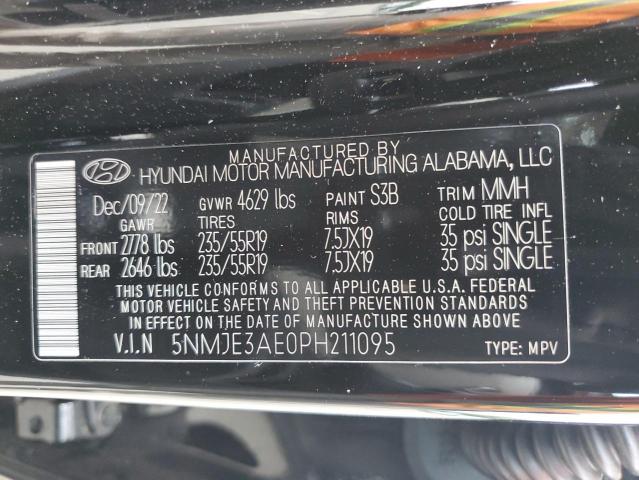 MANUFACTURED BY
HYUNDAI MOTOR MANUFACTURING ALABAMA, LLC
Dec/09/22 GVWR 4629 lbs PAINT S3B TRIM MMH
GAWR TIRES RIMS COLD TIRE INFL
FRONT 2778 lbs 235/55R19 7.5JX19 35 psi SINGLE
REAR 2646 lbs 235/55R19 7.5JX19 35 psi SINGLE
THIS VEHICLE CONFORMS TO ALL APPLICABLE U.S.A. FEDERAL
MOTOR VEHICLE SAFETY AND THEFT PREVENTION STANDARDS
IN EFFECT ON THE DATE OF MANUFACTURE SHOWN ABOVE.
V.I.N 5NMJE3AE0PH211095 TYPE: MPV